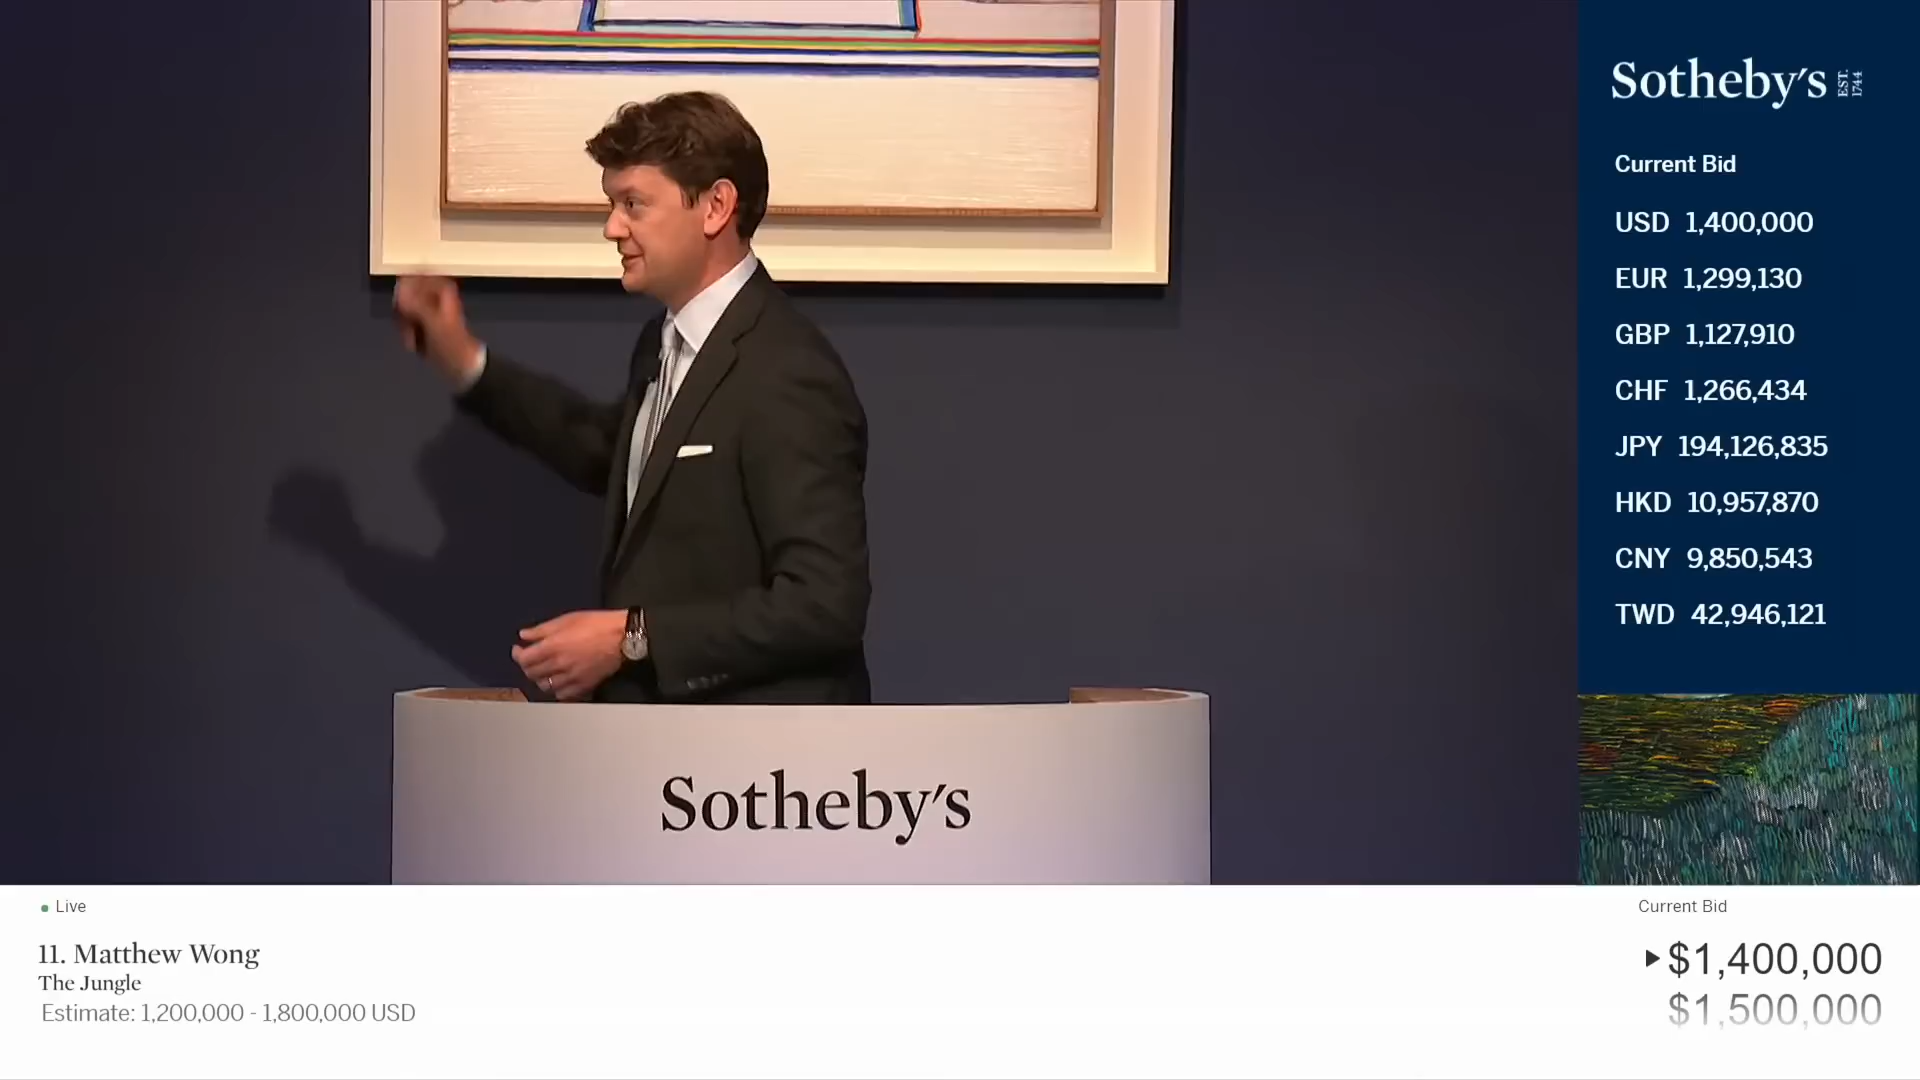 Sotheby's EST. 1744
Current Bid
USD 1,400,000
EUR 1,299,130
GBP 1,127,910
CHF 1,266,434
JPY 194,126,835
HKD 10,957,870
CNY 9,850,543
TWD 42,946,121
Sotheby's
Live
11. Matthew Wong
The Jungle
Estimate: 1,200,000 - 1,800,000 USD
Current Bid
$1,400,000
$1,500,000